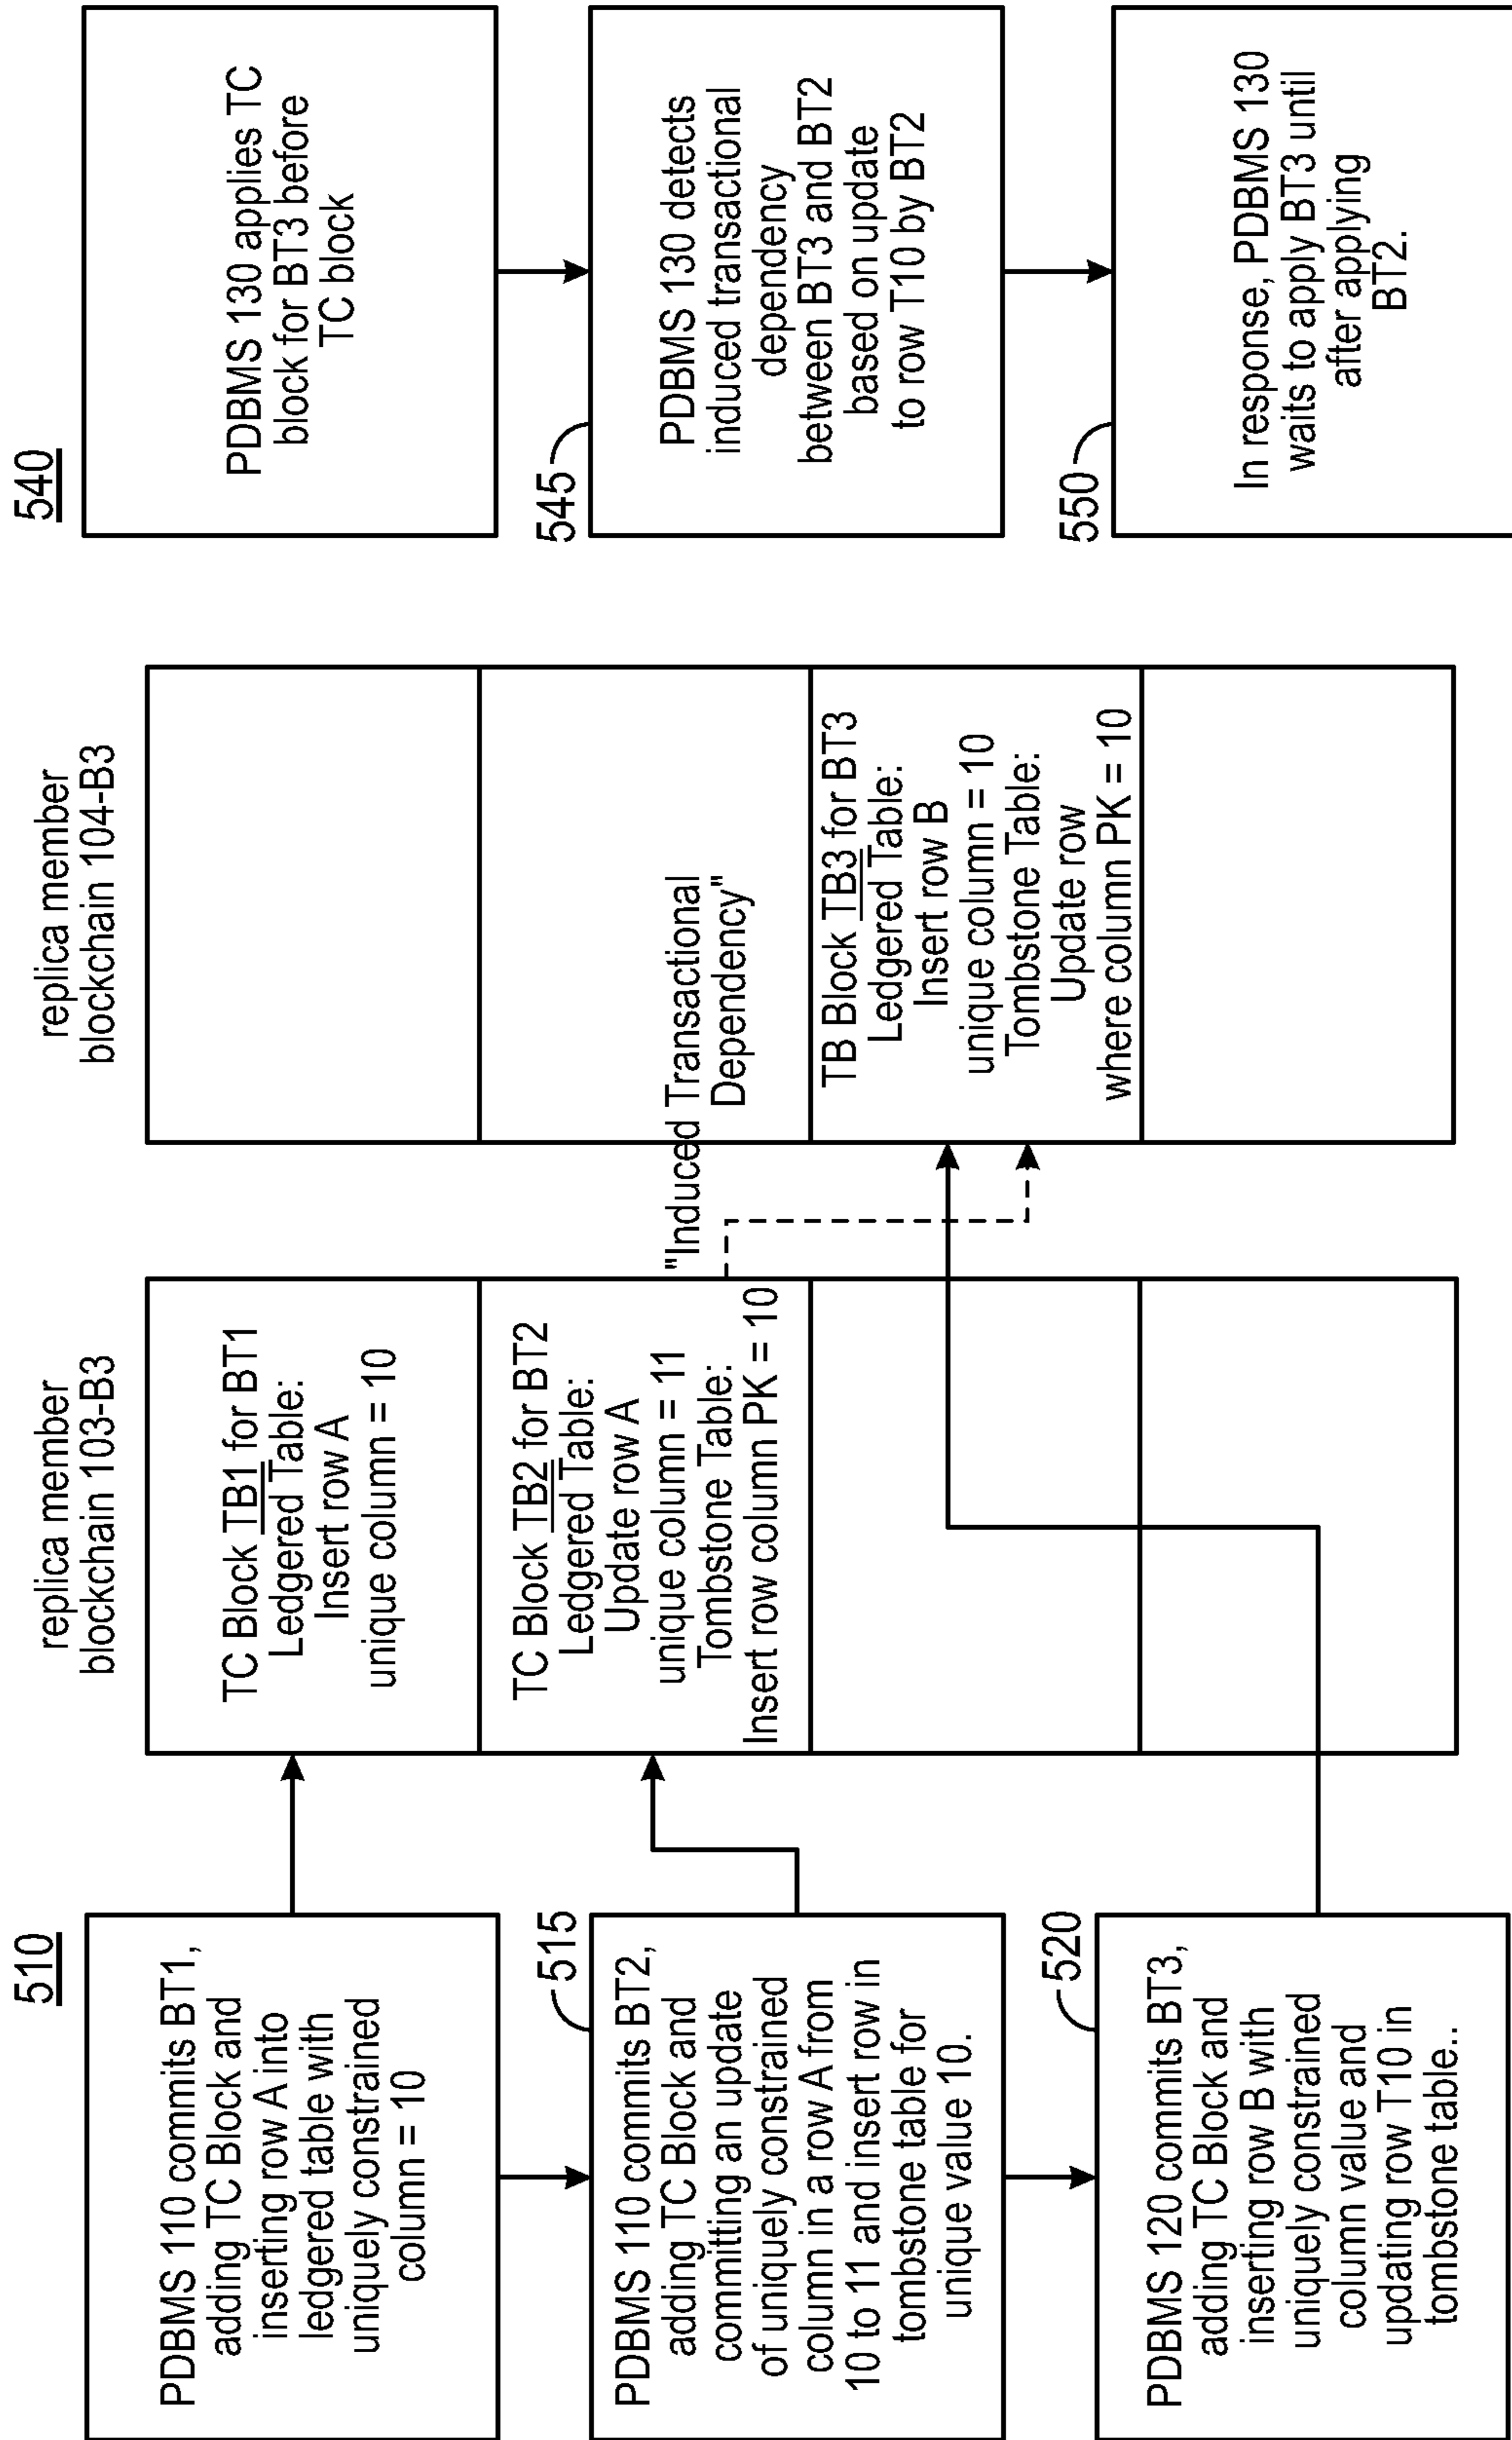 510
PDBMS 110 commits BT1,
adding TC Block and
inserting row A into
ledgered table with
uniquely constrained
column = 10
515
PDBMS 110 commits BT2,
adding TC Block and
committing an update
of uniquely constrained
column in a row A from
10 to 11 and insert row in
tombstone table for
unique value 10.
520
PDBMS 120 commits BT3,
adding TC Block and
inserting row B with
uniquely constrained
column value and
updating row T10 in
tombstone table..
replica member
blockchain 103-B3
TC Block TB1 for BT1
Ledgered Table:
Insert row A
unique column = 10
TC Block TB2 for BT2
Ledgered Table:
Update row A
unique column = 11
Tombstone Table:
Insert row column PK = 10
replica member
blockchain 104-B3
"Induced Transactional
Dependency"
TB Block TB3 for BT3
Ledgered Table:
Insert row B
unique column = 10
Tombstone Table:
Update row
where column PK = 10
540
PDBMS 130 applies TC
block for BT3 before
TC block
545
PDBMS 130 detects
induced transactional
dependency
between BT3 and BT2
based on update
to row T10 by BT2
550
In response, PDBMS 130
waits to apply BT3 until
after applying
BT2.